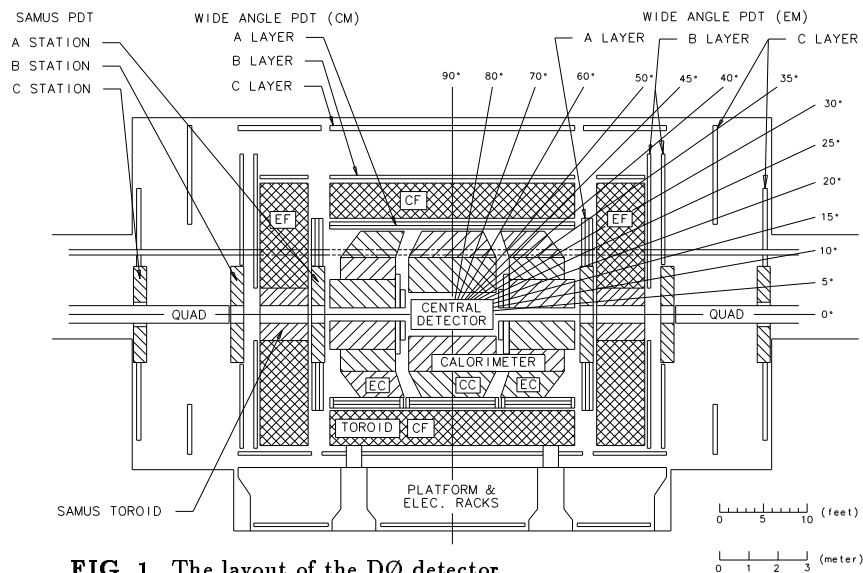 SAMUS PDT
A STATION
B STATION
C STATION
WIDE ANGLE PDT (CM)
A LAYER
B LAYER
C LAYER
WIDE ANGLE PDT (EM)
A LAYER
B LAYER
C LAYER
90°
80°
70°
60°
50°
45°
40°
35°
30°
25°
20°
15°
10°
5°
0°
EF
CF
EF
QUAD
CENTRAL
DETECTOR
QUAD
CALORIMETER
EC
CC
EC
TOROID
CF
SAMUS TOROID
PLATFORM &
ELEC. RACKS
0 5 10 (feet)
0 1 2 3 (meter)
FIG. 1. The layout of the DØ detector